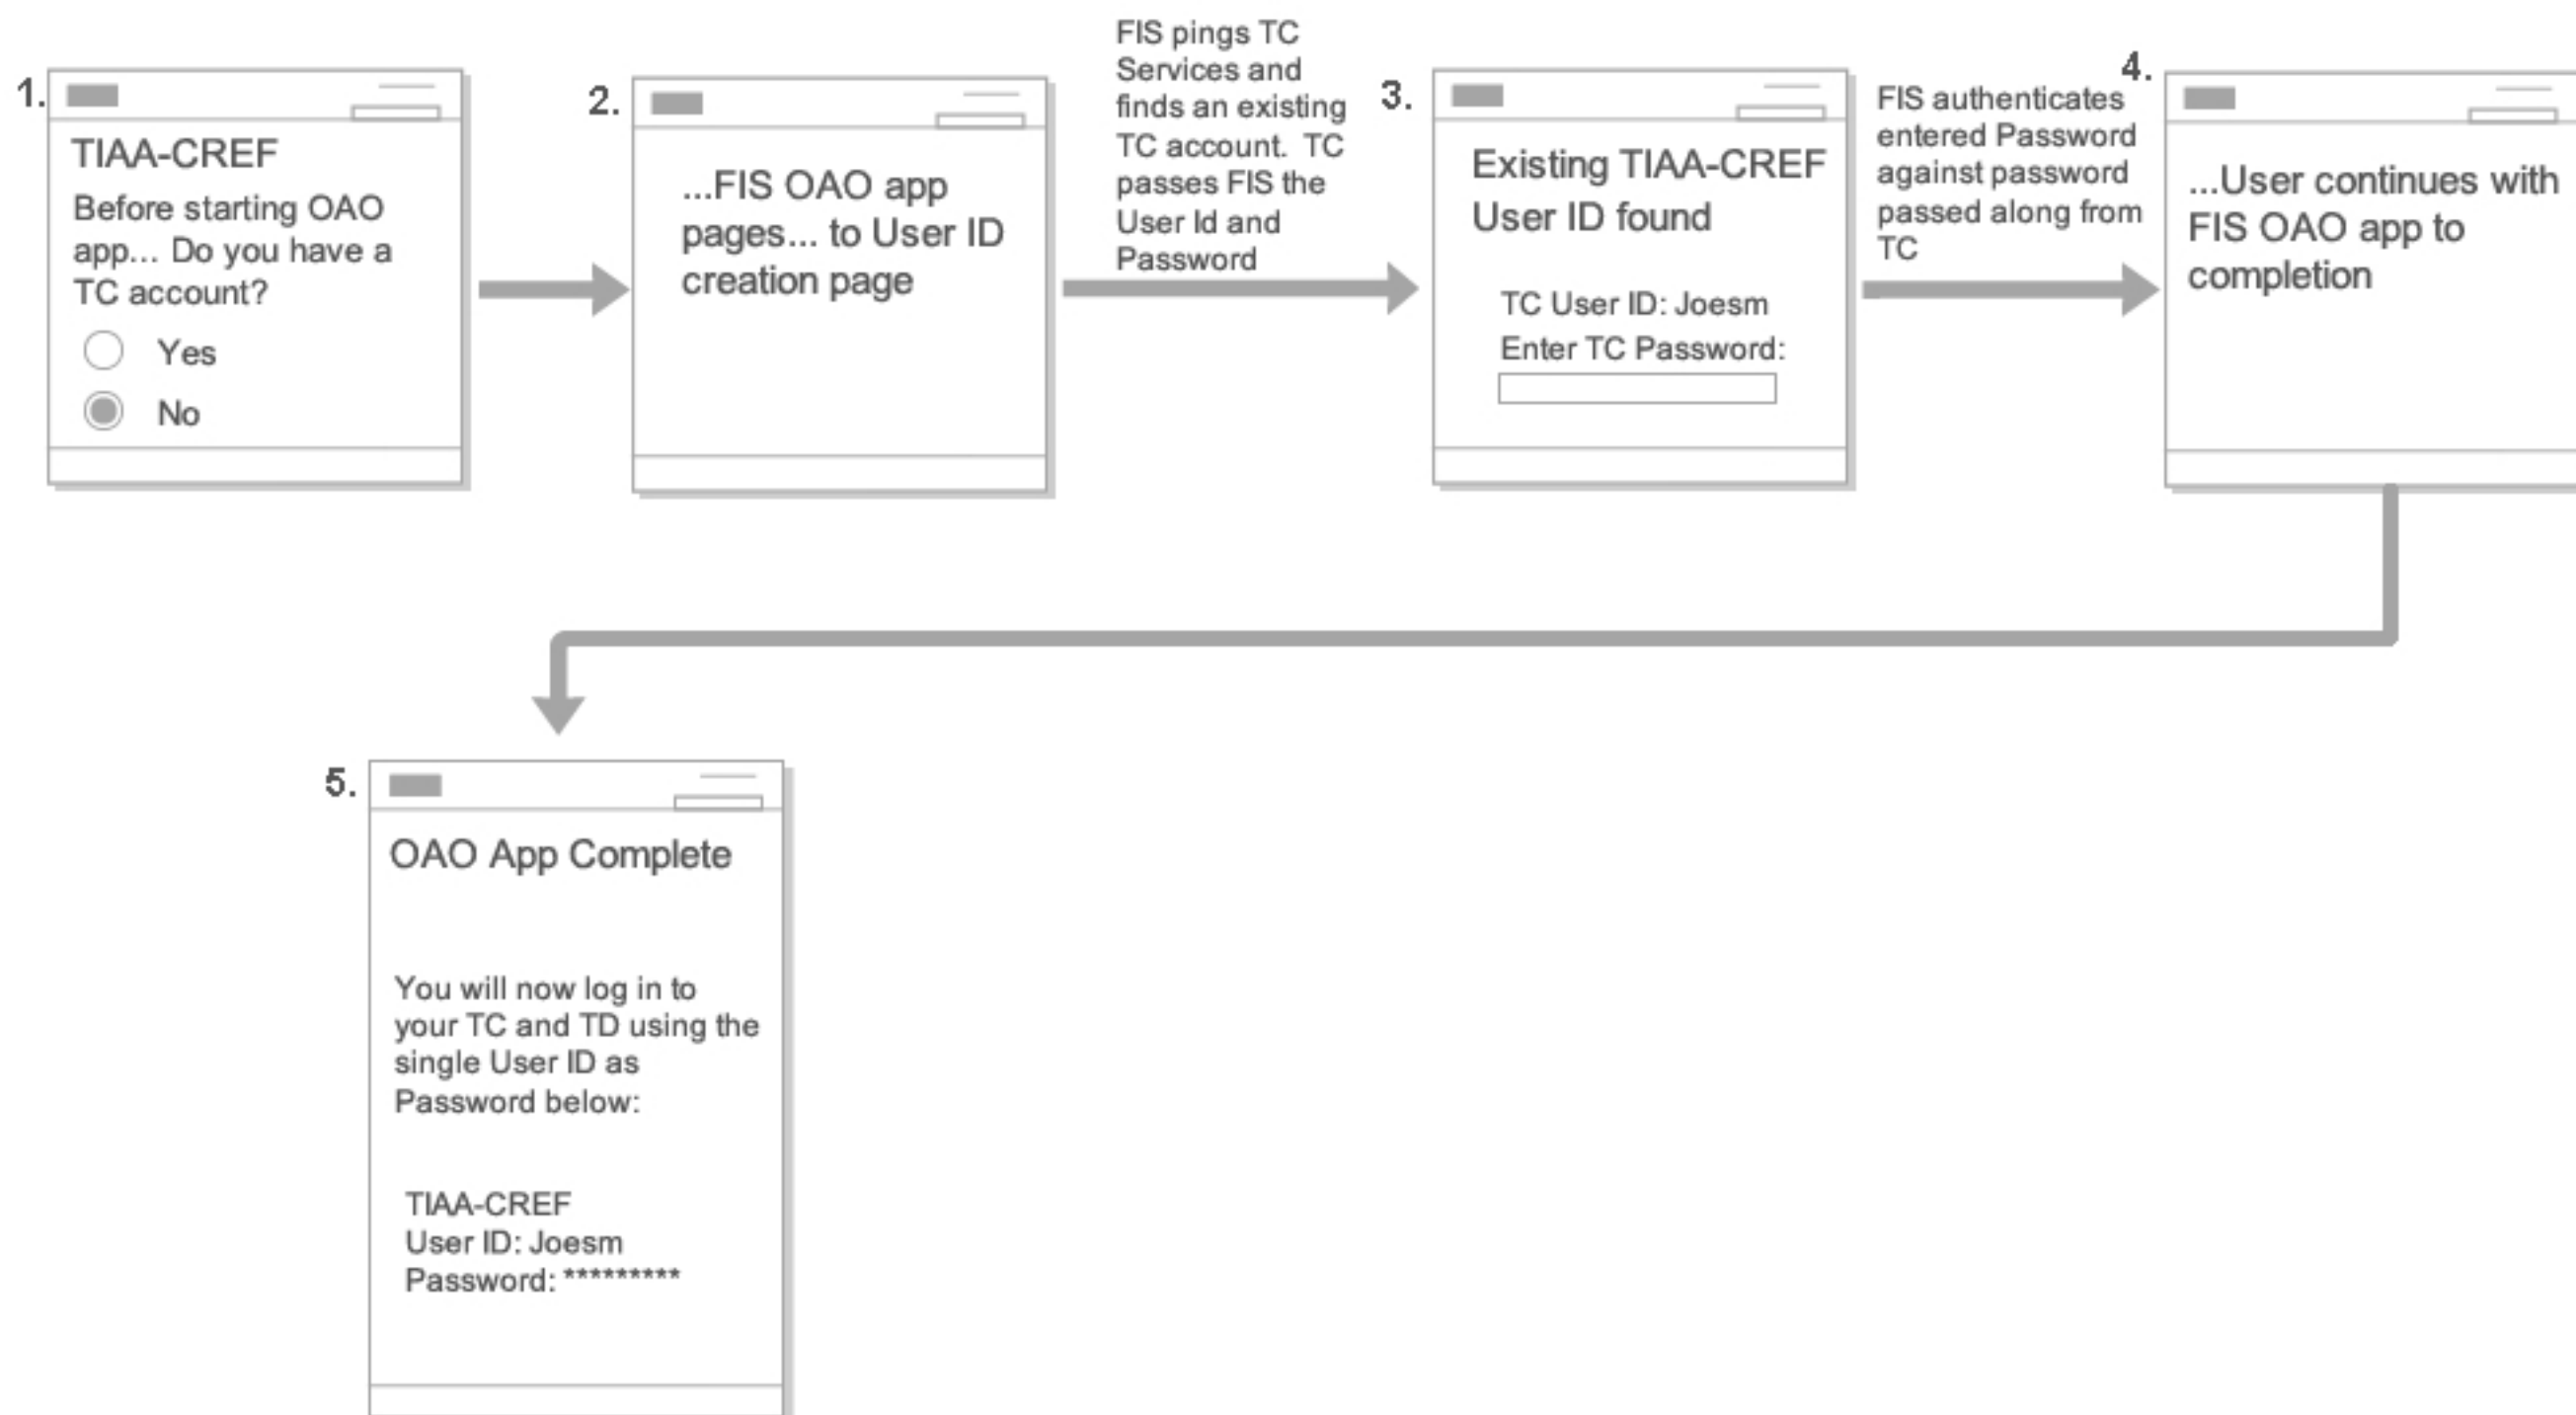 1.
TIAA-CREF
Before starting OAO
app... Do you have a
TC account?
Yes
No
2.
...FIS OAO app
pages... to User ID
creation page
FIS pings TC
Services and
finds an existing
TC account.  TC
passes FIS the
User Id and
Password
3.
Existing TIAA-CREF
User ID found
TC User ID: Joesm
Enter TC Password:
FIS authenticates
entered Password
against password
passed along from
TC
4.
...User continues with
FIS OAO app to
completion
5.
OAO App Complete
You will now log in to
your TC and TD using the
single User ID as
Password below:
TIAA-CREF
User ID: Joesm
Password: *********